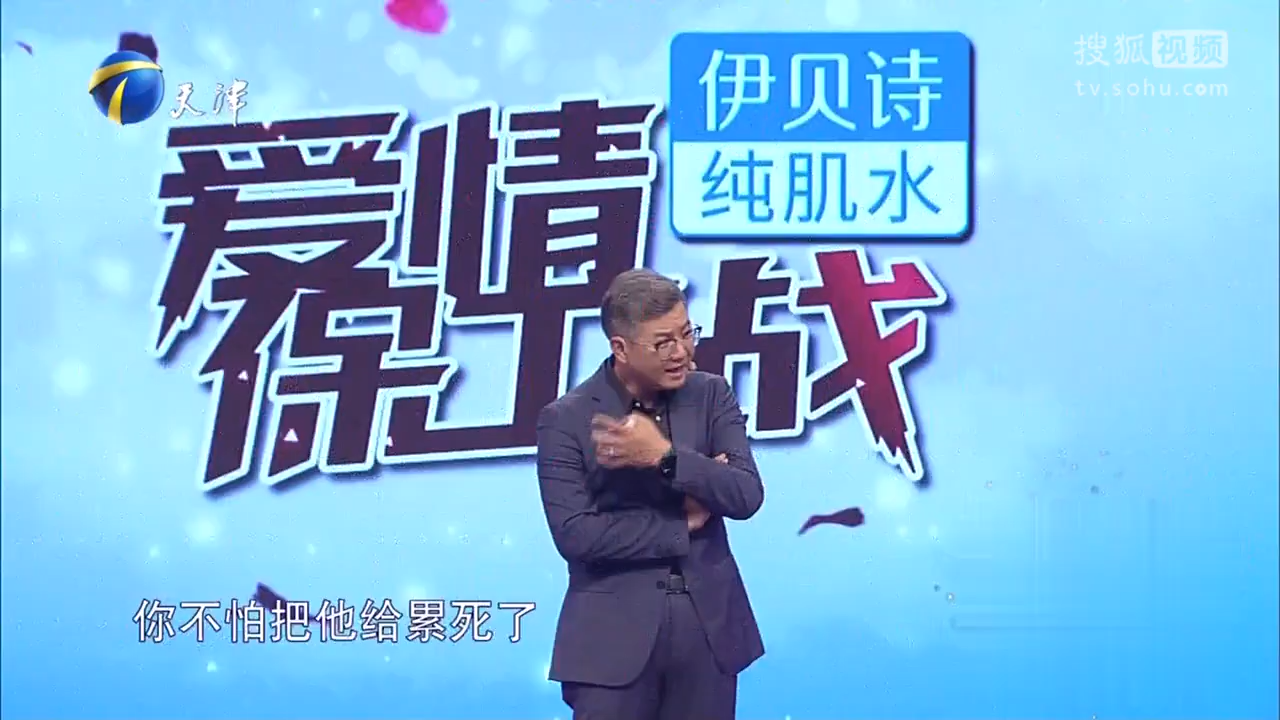 天津
搜狐视频
tv.sohu.com
伊贝诗
纯肌水
爱情
保卫战
你不怕把他给累死了